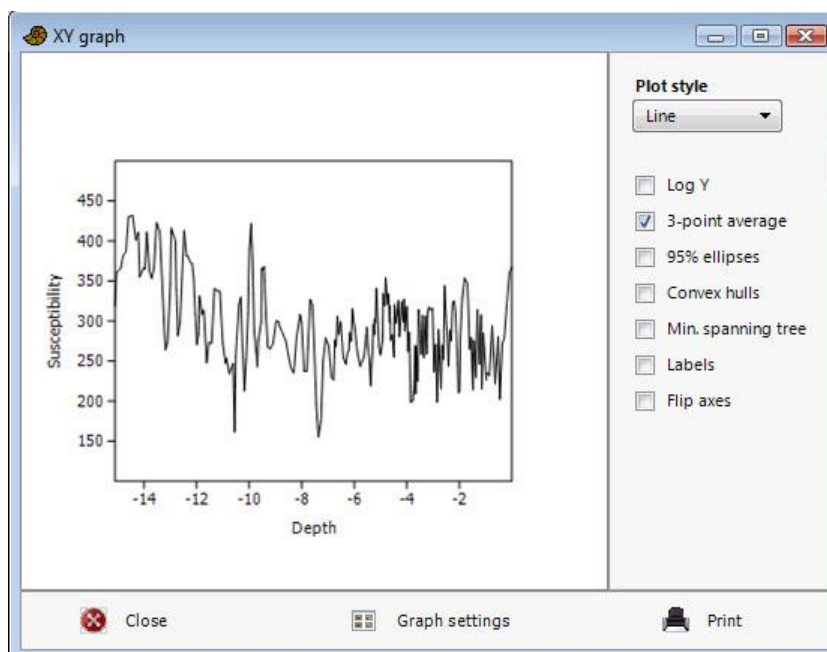 XY graph
Plot style
Line
Log Y
3-point average
95% ellipses
Convex hulls
Min. spanning tree
Labels
Flip axes
450
400
350
300
250
200
150
Susceptibility
-14 -12 -10 -8 -6 -4 -2
Depth
Close Graph settings Print